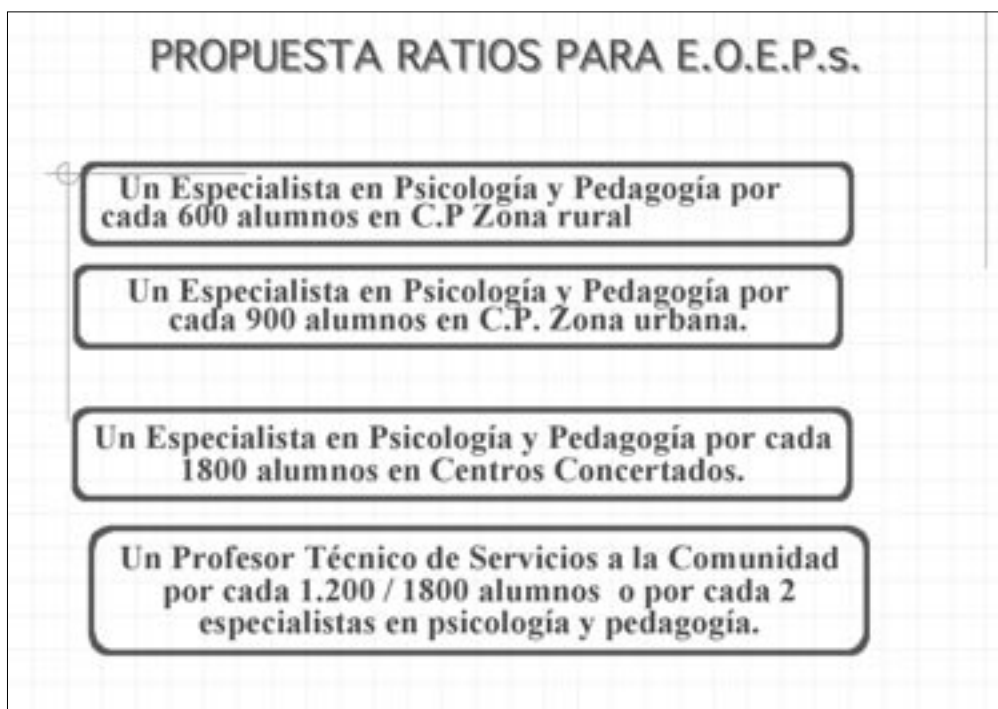 PROPUESTA RATIOS PARA E.O.E.P.s.
Un Especialista en Psicología y Pedagogía por
cada 600 alumnos en C.P Zona rural
Un Especialista en Psicología y Pedagogía por
cada 900 alumnos en C.P. Zona urbana.
Un Especialista en Psicología y Pedagogía por cada
1800 alumnos en Centros Concertados.
Un Profesor Técnico de Servicios a la Comunidad
por cada 1.200 / 1800 alumnos o por cada 2
especialistas en psicología y pedagogía.